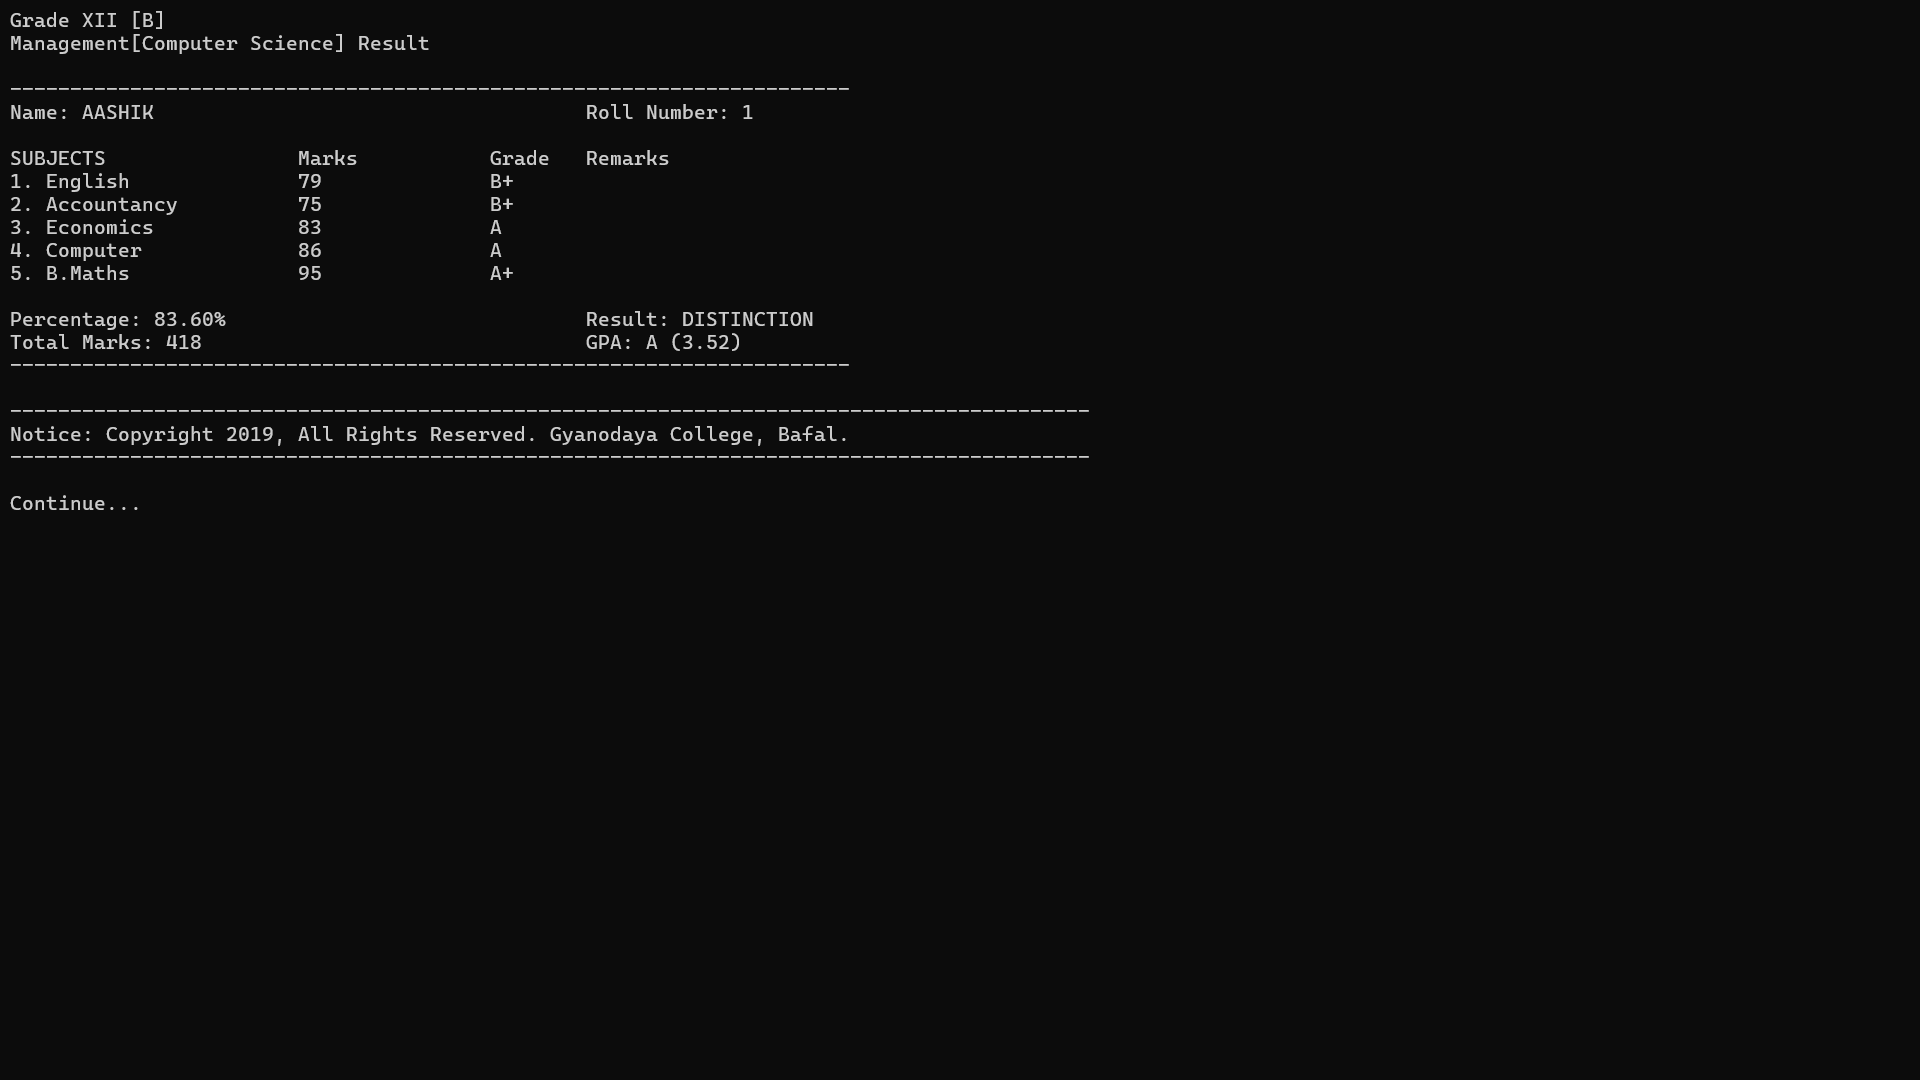 Grade XII [B]
Management[Computer Science] Result
----------------------------------------------------------------------
Name: AASHIK Roll Number: 1
SUBJECTS Marks Grade Remarks
1. English 79 B+
2. Accountancy 75 B+
3. Economics 83 A
4. Computer 86 A
5. B.Maths 95 A+
Percentage: 83.60% Result: DISTINCTION
Total Marks: 418 GPA: A (3.52)
----------------------------------------------------------------------
------------------------------------------------------------------------------------------
Notice: Copyright 2019, All Rights Reserved. Gyanodaya College, Bafal.
------------------------------------------------------------------------------------------
Continue...